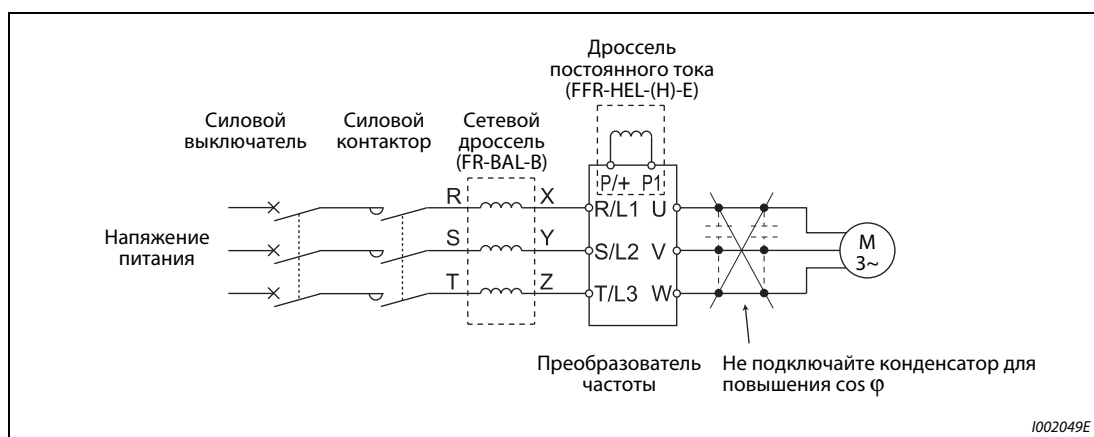 Дроссель
постоянного тока
(FFR-HEL-(H)-E)
Силовой
выключатель
Силовой
контактор
Сетевой
дроссель
(FR-BAL-B)
P/+ P1
R X R/L1 U
Напяжение
питания
S Y S/L2 V
M
3~
T Z T/L3 W
Преобразователь
частоты
Не подключайте конденсатор для
повышения cos φ
I002049E